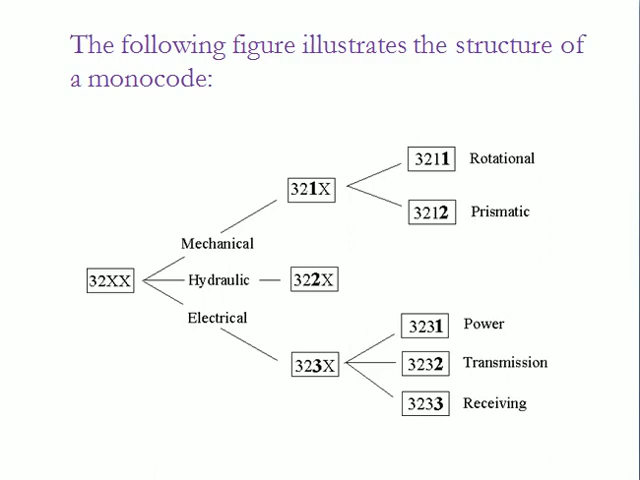 The following figure illustrates the structure of
a monocode:
3211 Rotational
321X
3212 Prismatic
Mechanical
32XX Hydraulic 322X
Electrical
3231 Power
323X 3232 Transmission
3233 Receiving